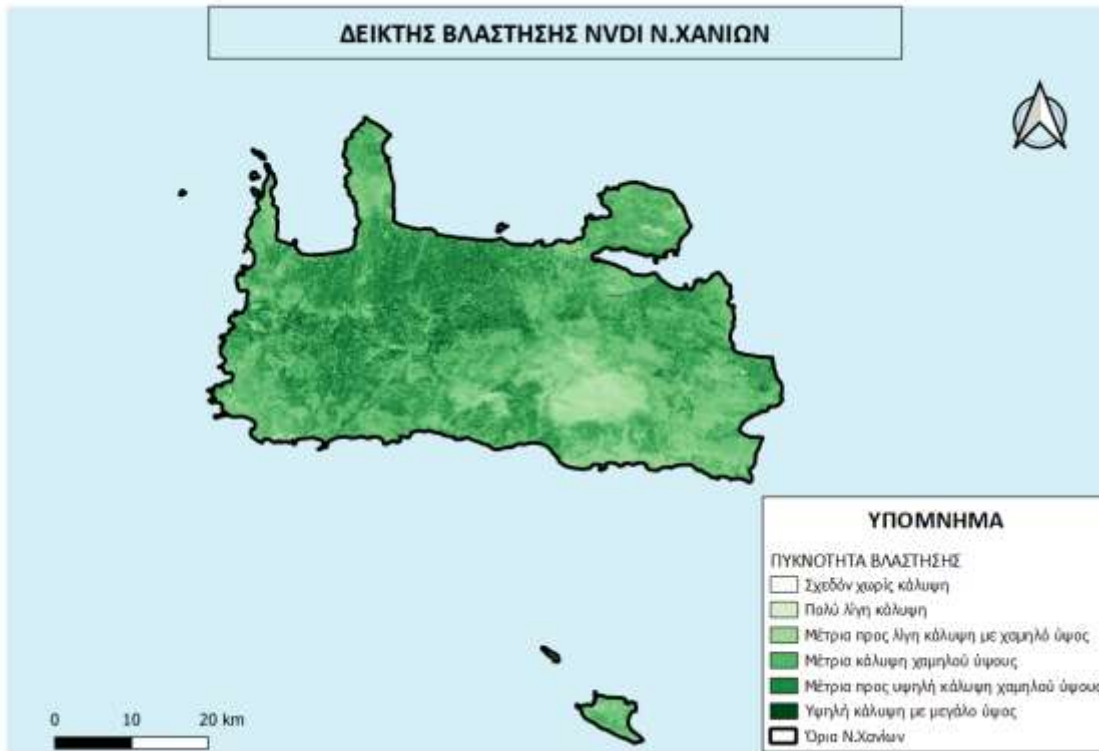 ΔΕΙΚΤΗΣ ΒΛΑΣΤΗΣΗΣ NVDI Ν.ΧΑΝΙΩΝ
ΥΠΟΜΝΗΜΑ
ΠΥΚΝΟΤΗΤΑ ΒΛΑΣΤΗΣΗΣ
Σχεδόν χωρίς κάλυψη
Πολύ λίγη κάλυψη
Μέτρια προς λίγη κάλυψη με χαμηλό ύψος
Μέτρια κάλυψη χαμηλού ύψους
Μέτρια προς υψηλή κάλυψη χαμηλού ύψους
Υψηλή κάλυψη με μεγάλο ύψος
Όρια Ν.Χανίων
0 10 20 km